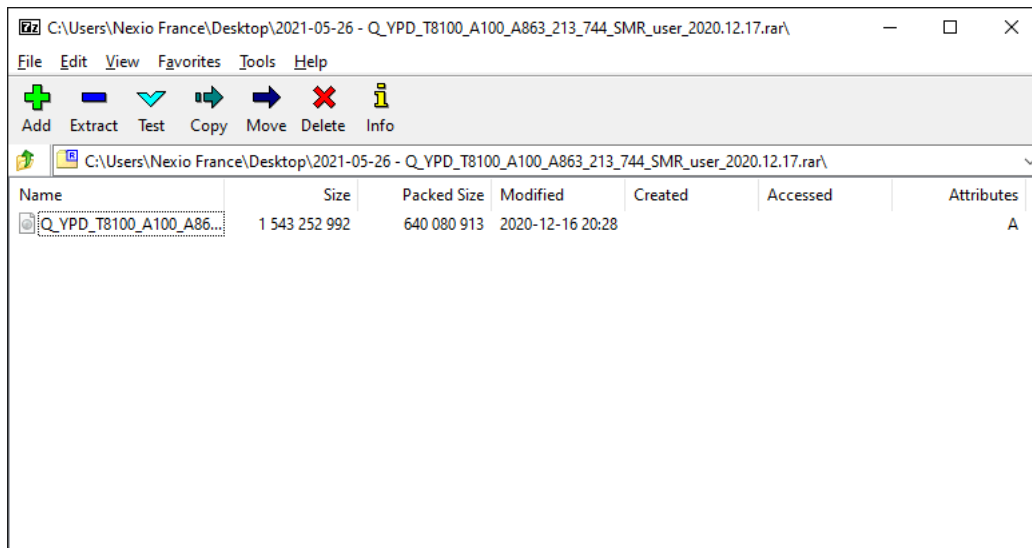 C:\Users\Nexio France\Desktop\2021-05-26 - Q_YPD_T8100_A100_A863_213_744_SMR_user_2020.12.17.rar\
File Edit View Favorites Tools Help
Add Extract Test Copy Move Delete Info
C:\Users\Nexio France\Desktop\2021-05-26 - Q_YPD_T8100_A100_A863_213_744_SMR_user_2020.12.17.rar\
Name Size Packed Size Modified Created Accessed Attributes
Q_YPD_T8100_A100_A86... 1 543 252 992 640 080 913 2020-12-16 20:28 A